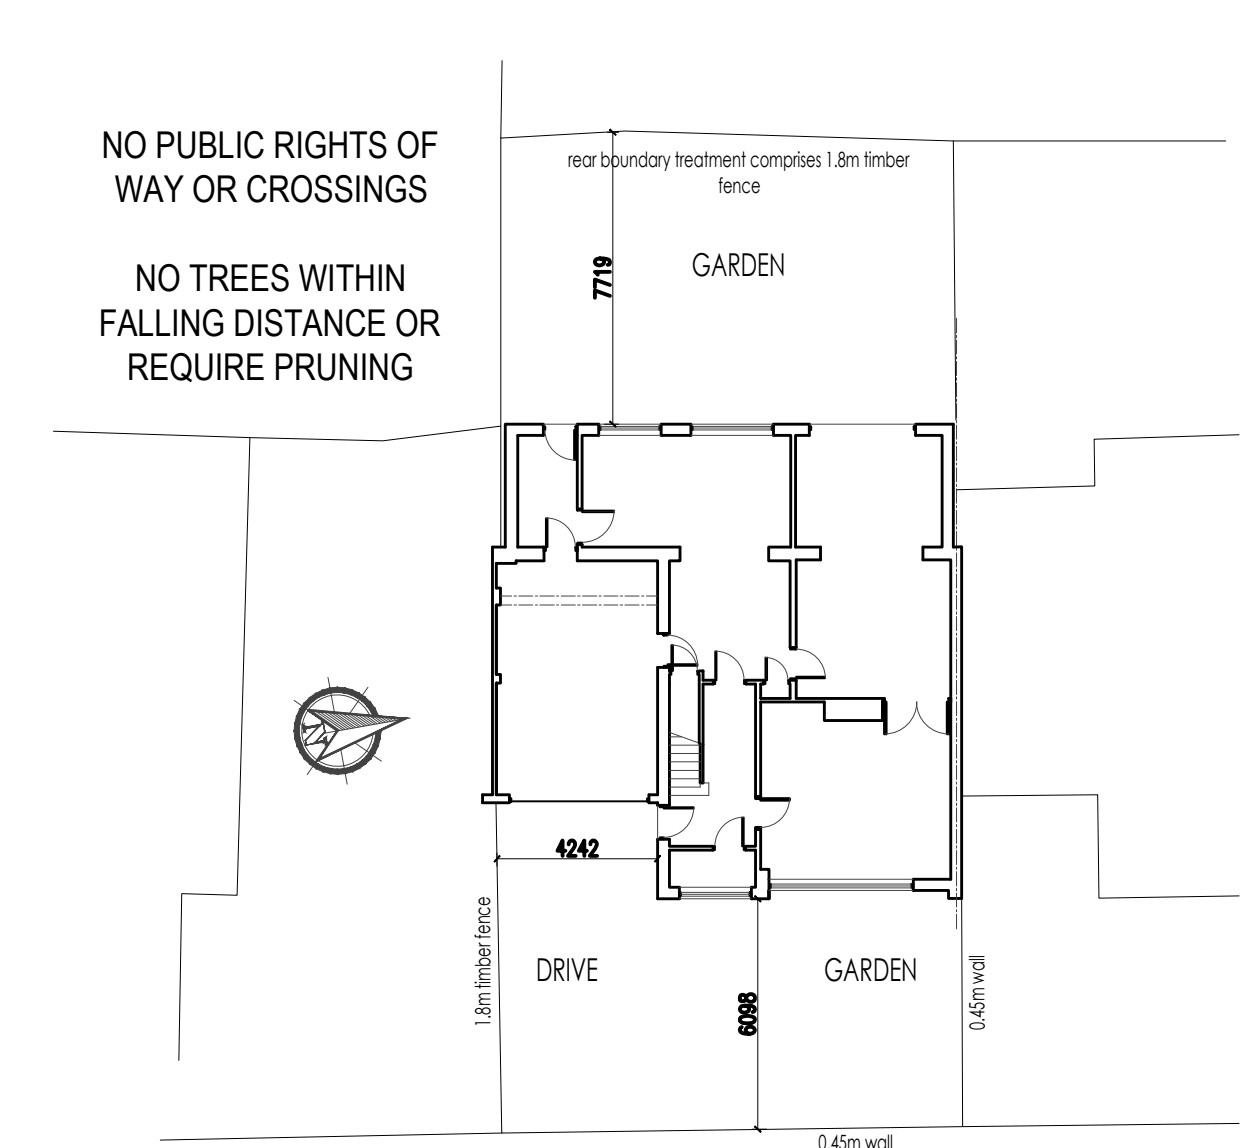 NO PUBLIC RIGHTS OF
WAY OR CROSSINGS
NO TREES WITHIN
FALLING DISTANCE OR
REQUIRE PRUNING
rear boundary treatment comprises 1.8m timber
fence
GARDEN
7719
N
4242
1.8m timber fence
DRIVE
GARDEN
6098
0.45m wall
0.45m wall